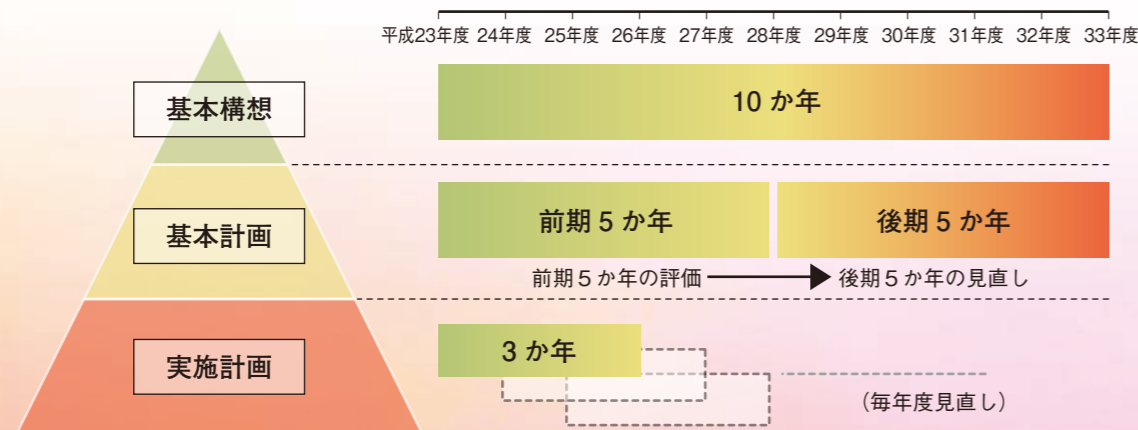 平成23年度 24年度 25年度 26年度 27年度 28年度 29年度 30年度 31年度 32年度 33年度
基本構想
10か年
基本計画
前期5か年
後期5か年
前期5か年の評価
後期5か年の見直し
実施計画
3か年
（毎年度見直し）